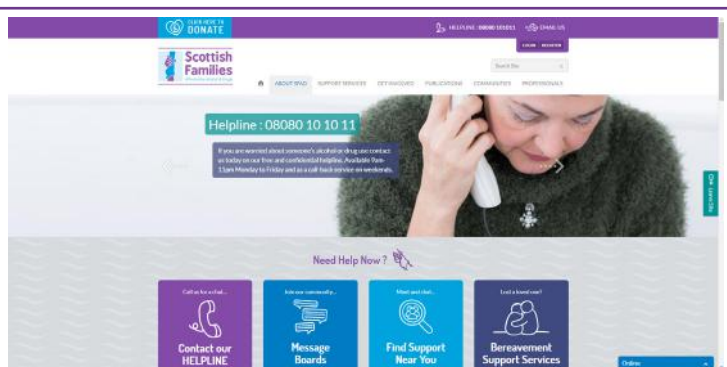 CLICK HERE TO
DONATE
HELPLINE: 08080 101011
EMAIL US
LOGIN
REGISTER
Scottish
Families
Search Site
ABOUT SFAD
SUPPORT SERVICES
GET INVOLVED
PUBLICATIONS
COMMUNITIES
PROFESSIONALS
Helpline : 08080 10 10 11
If you are worried about someone's alcohol or drug use contact
us today on our free and confidential helpline. Available 9am-
11pm Monday to Friday and as a call back service on weekends.
Need Help Now ?
Call us for a chat...
Contact our
HELPLINE
Join our community...
Message
Boards
Meet and chat...
Find Support
Near You
Lost a loved one?
Bereavement
Support Services
Online